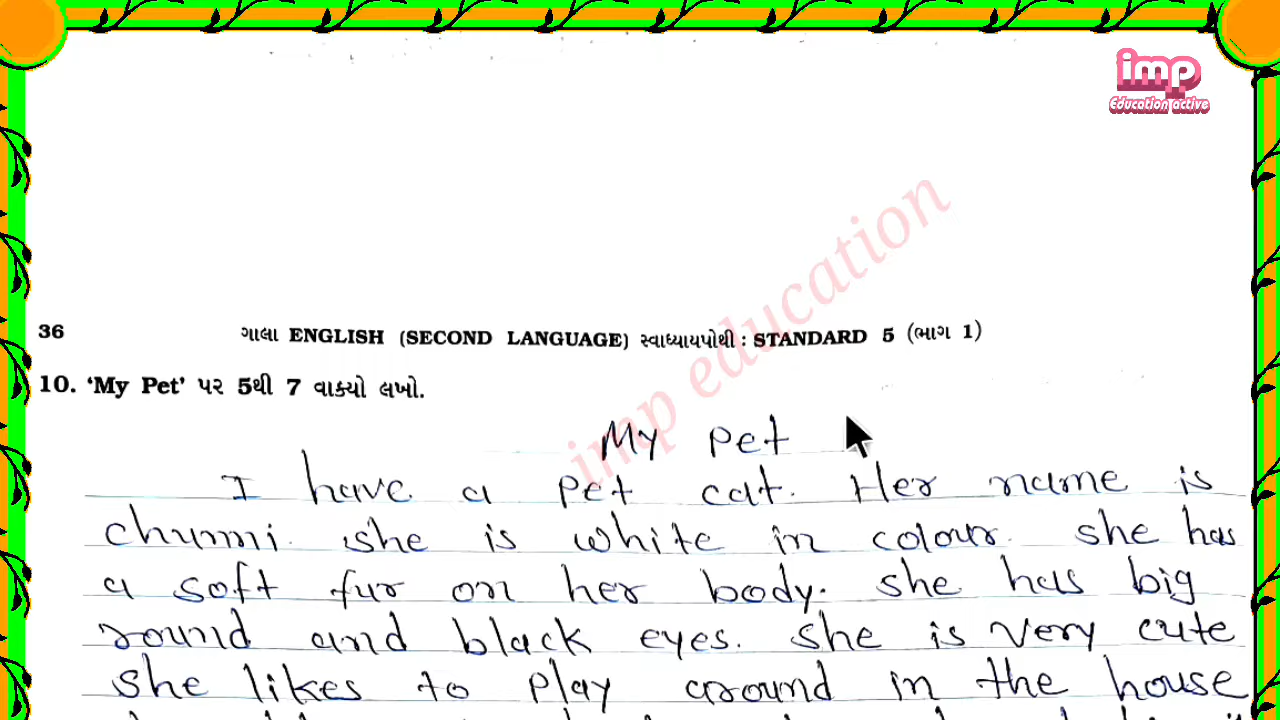 imp
Education active
imp education
36 ગાલા ENGLISH (SECOND LANGUAGE) સ્વાધ્યાયપોથી : STANDARD 5 (ભાગ 1)
10. ‘My Pet’ પર 5થી 7 વાક્યો લખો.
My Pet
I have a pet cat. Her name is
chummi. she is white in colour. she has
a soft fur on her body. she has big
round and black eyes. she is very cute
she likes to play around in the house